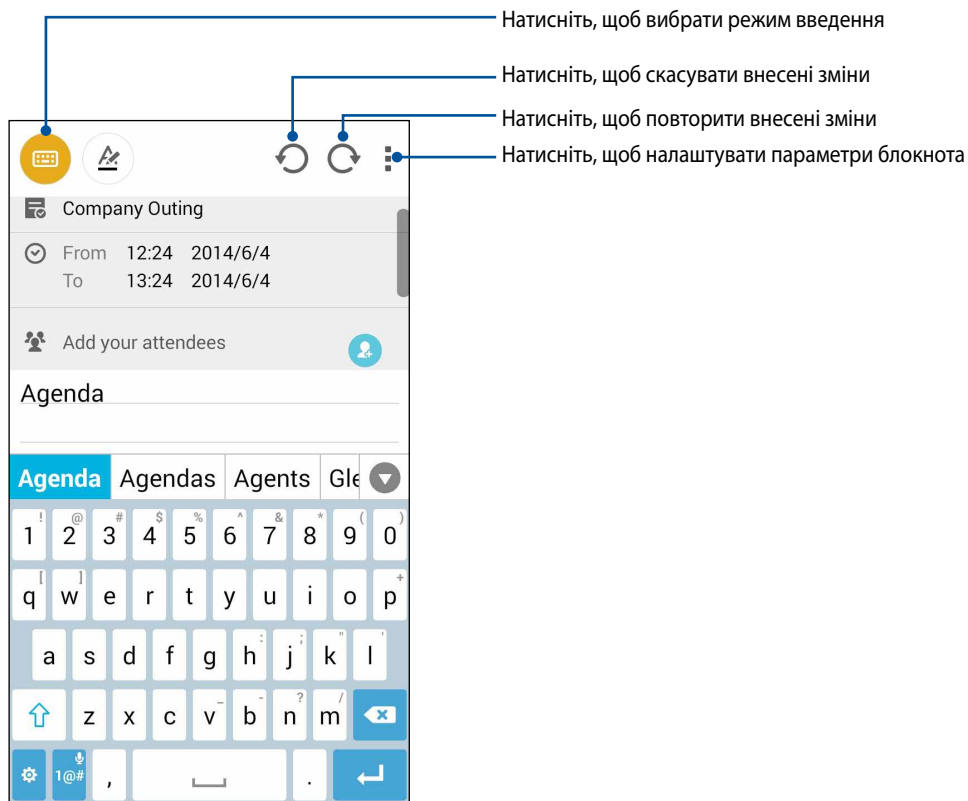 Натисніть, щоб вибрати режим введення
Натисніть, щоб скасувати внесені зміни
Натисніть, щоб повторити внесені зміни
Натисніть, щоб налаштувати параметри блокнота
Company Outing
From 12:24 2014/6/4
To 13:24 2014/6/4
Add your attendees
Agenda
Agenda Agendas Agents Gle
! @ # $ % ^ & * ( )
1 2 3 4 5 6 7 8 9 0
[ ] +
q w e r t y u i o p
: ; " '
a s d f g h j k l
_ - ? /
z x c v b n m
1@# , .